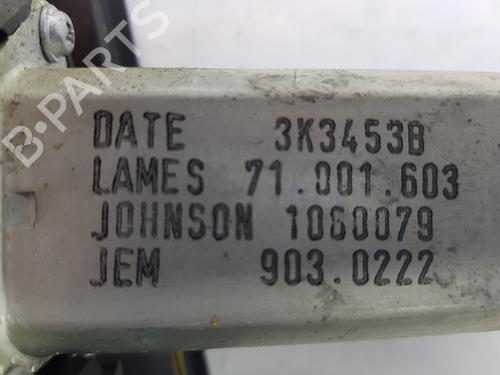 B-PARTS
DATE 3K3453B
LAMES 71.001.603
JOHNSON 1060079
JEM 903.0222